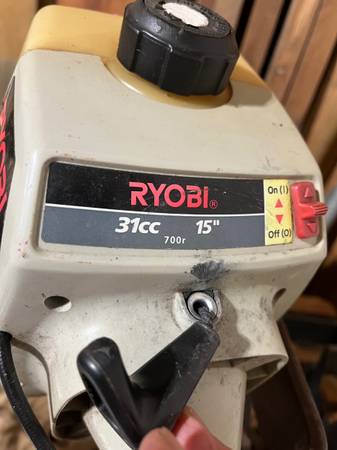 RYOBI®
31cc 15"
700r
On (I)
Off (O)